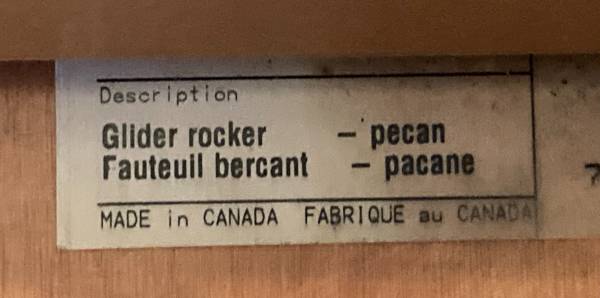 Description
Glider rocker - pecan
Fauteuil bercant - pacane
MADE in CANADA FABRIQUE au CANADA